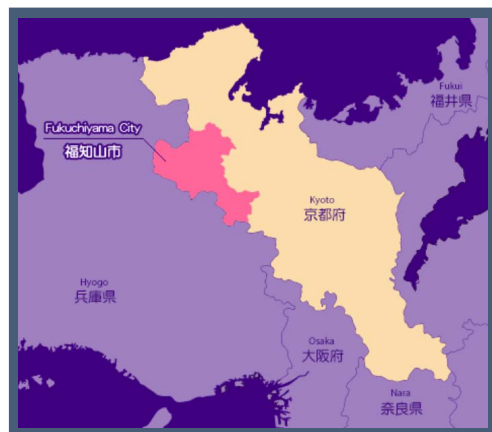 Fukui
福井県
Fukuchiyama City
福知山市
Kyoto
京都府
Hyogo
兵庫県
Osaka
大阪府
Nara
奈良県